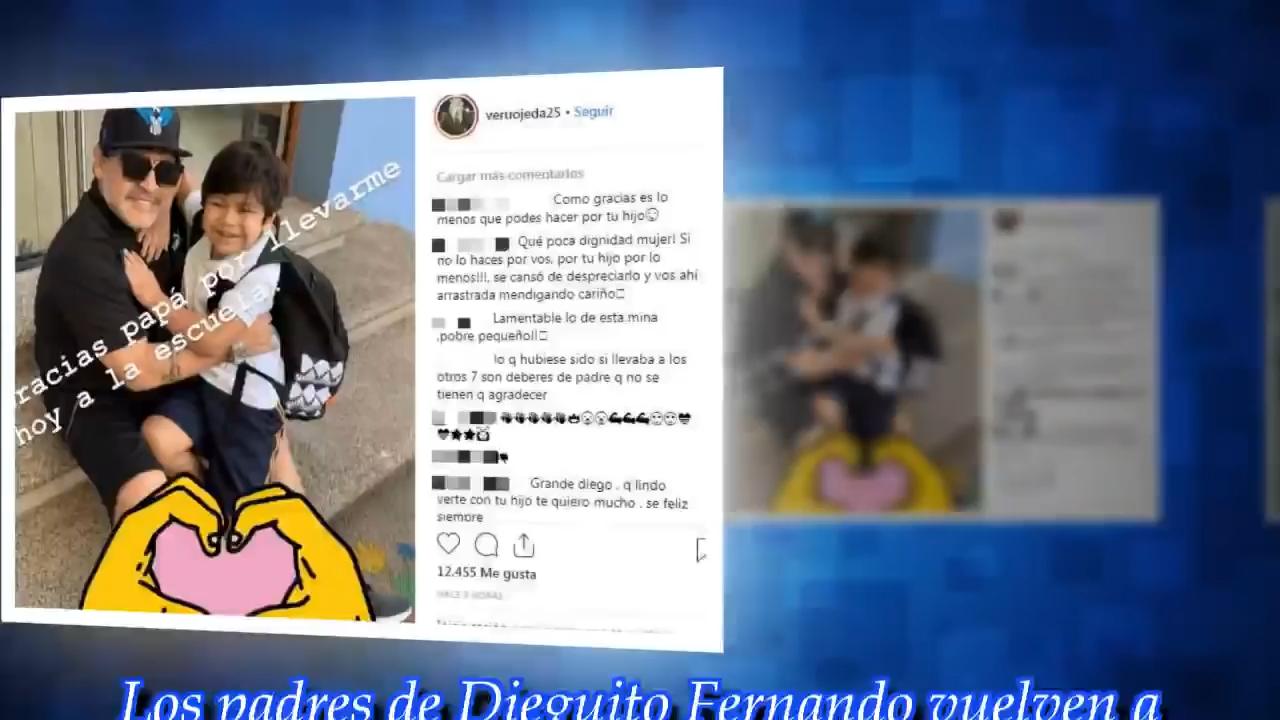 gracias papá por llevarme
hoy a la escuela.
veruojeda25 • Seguir
Cargar más comentarios
Como gracias es lo
menos que podes hacer por tu hijo
Qué poca dignidad mujer! Si
no lo haces por vos, por tu hijo por lo
menos!!!, se cansó de despreciarlo y vos ahí
arrastrada mendigando cariño
Lamentable lo de esta mina
,pobre pequeño!!
lo q hubiese sido si llevaba a los
otros 7 son deberes de padre q no se
tienen q agradecer
Grande diego . q lindo
verte con tu hijo te quiero mucho . se feliz
siempre
12.455 Me gusta
Los padres de Dieguito Fernando vuelven a